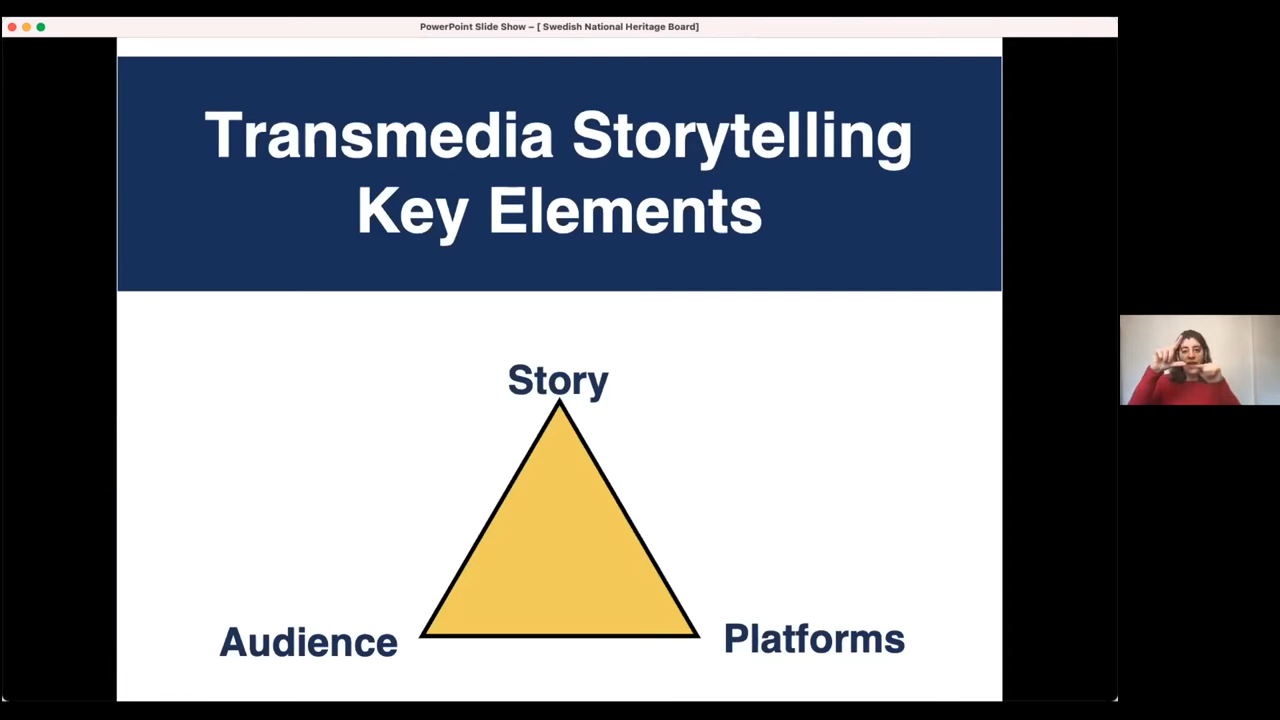 PowerPoint Slide Show – [ Swedish National Heritage Board]
Transmedia Storytelling
Key Elements
Story
Audience
Platforms